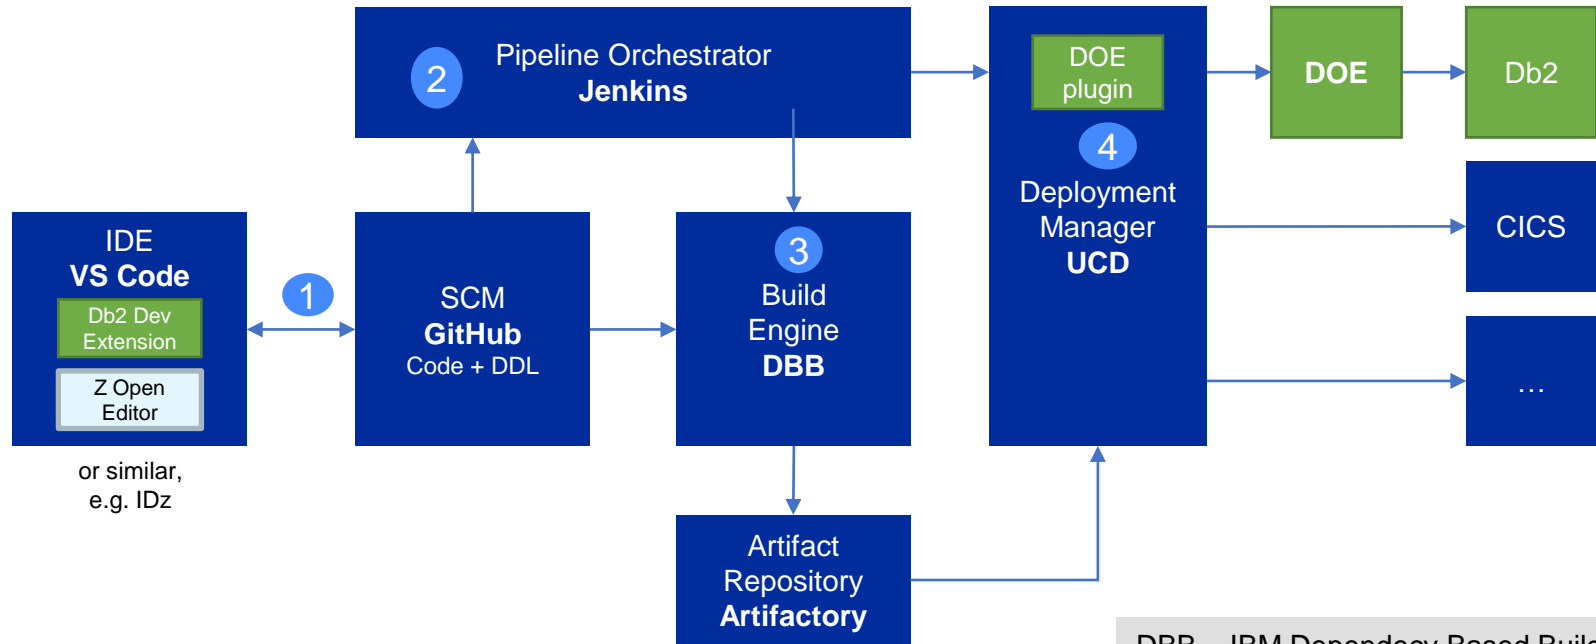 Pipeline Orchestrator
Jenkins
2
DOE
plugin
4
Deployment
Manager
UCD
DOE
Db2
CICS
…
IDE
VS Code
Db2 Dev
Extension
Z Open
Editor
or similar,
e.g. IDz
1
SCM
GitHub
Code + DDL
3
Build
Engine
DBB
Artifact
Repository
Artifactory